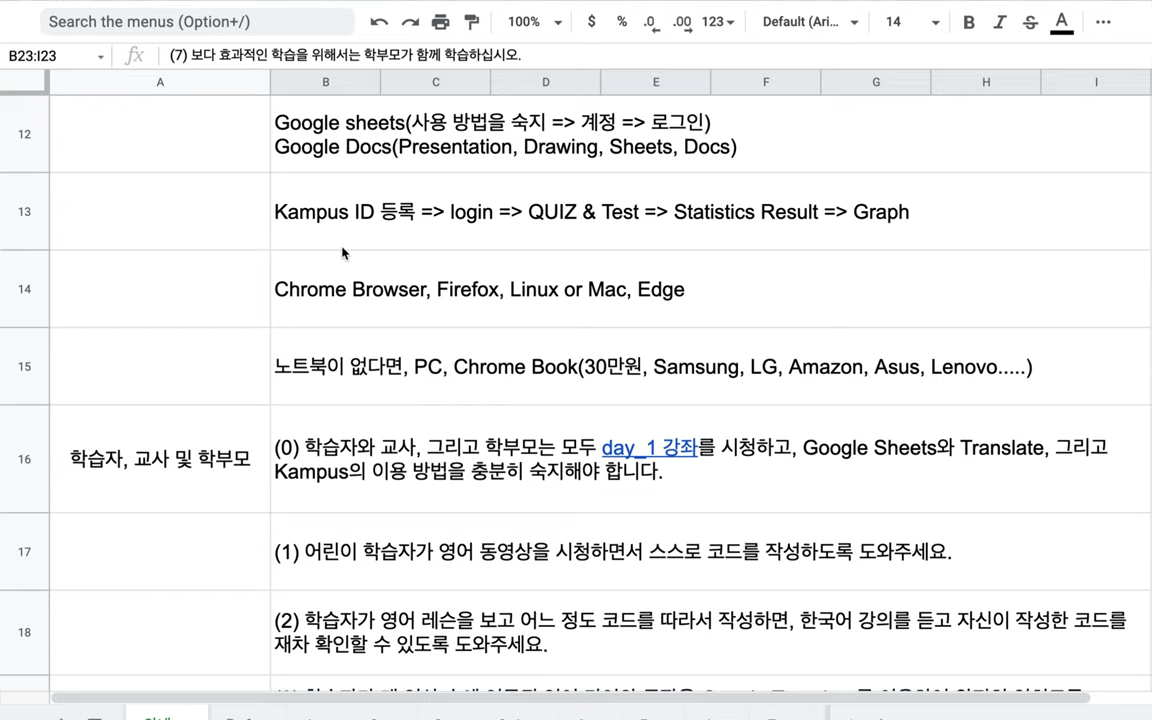 Search the menus (Option+/)
100% $ % .0 .00 123 Default (Ari... 14 B I S A
B23:I23 fx (7) 보다 효과적인 학습을 위해서는 학부모가 함께 학습하십시오.
A B C D E F G H I
12 Google sheets(사용 방법을 숙지 => 계정 => 로그인)
Google Docs(Presentation, Drawing, Sheets, Docs)
13 Kampus ID 등록 => login => QUIZ & Test => Statistics Result => Graph
14 Chrome Browser, Firefox, Linux or Mac, Edge
15 노트북이 없다면, PC, Chrome Book(30만원, Samsung, LG, Amazon, Asus, Lenovo.....)
16 학습자, 교사 및 학부모 (0) 학습자와 교사, 그리고 학부모는 모두 day_1 강좌를 시청하고, Google Sheets와 Translate, 그리고
Kampus의 이용 방법을 충분히 숙지해야 합니다.
17 (1) 어린이 학습자가 영어 동영상을 시청하면서 스스로 코드를 작성하도록 도와주세요.
18 (2) 학습자가 영어 레슨을 보고 어느 정도 코드를 따라서 작성하면, 한국어 강의를 듣고 자신이 작성한 코드를
재차 확인할 수 있도록 도와주세요.